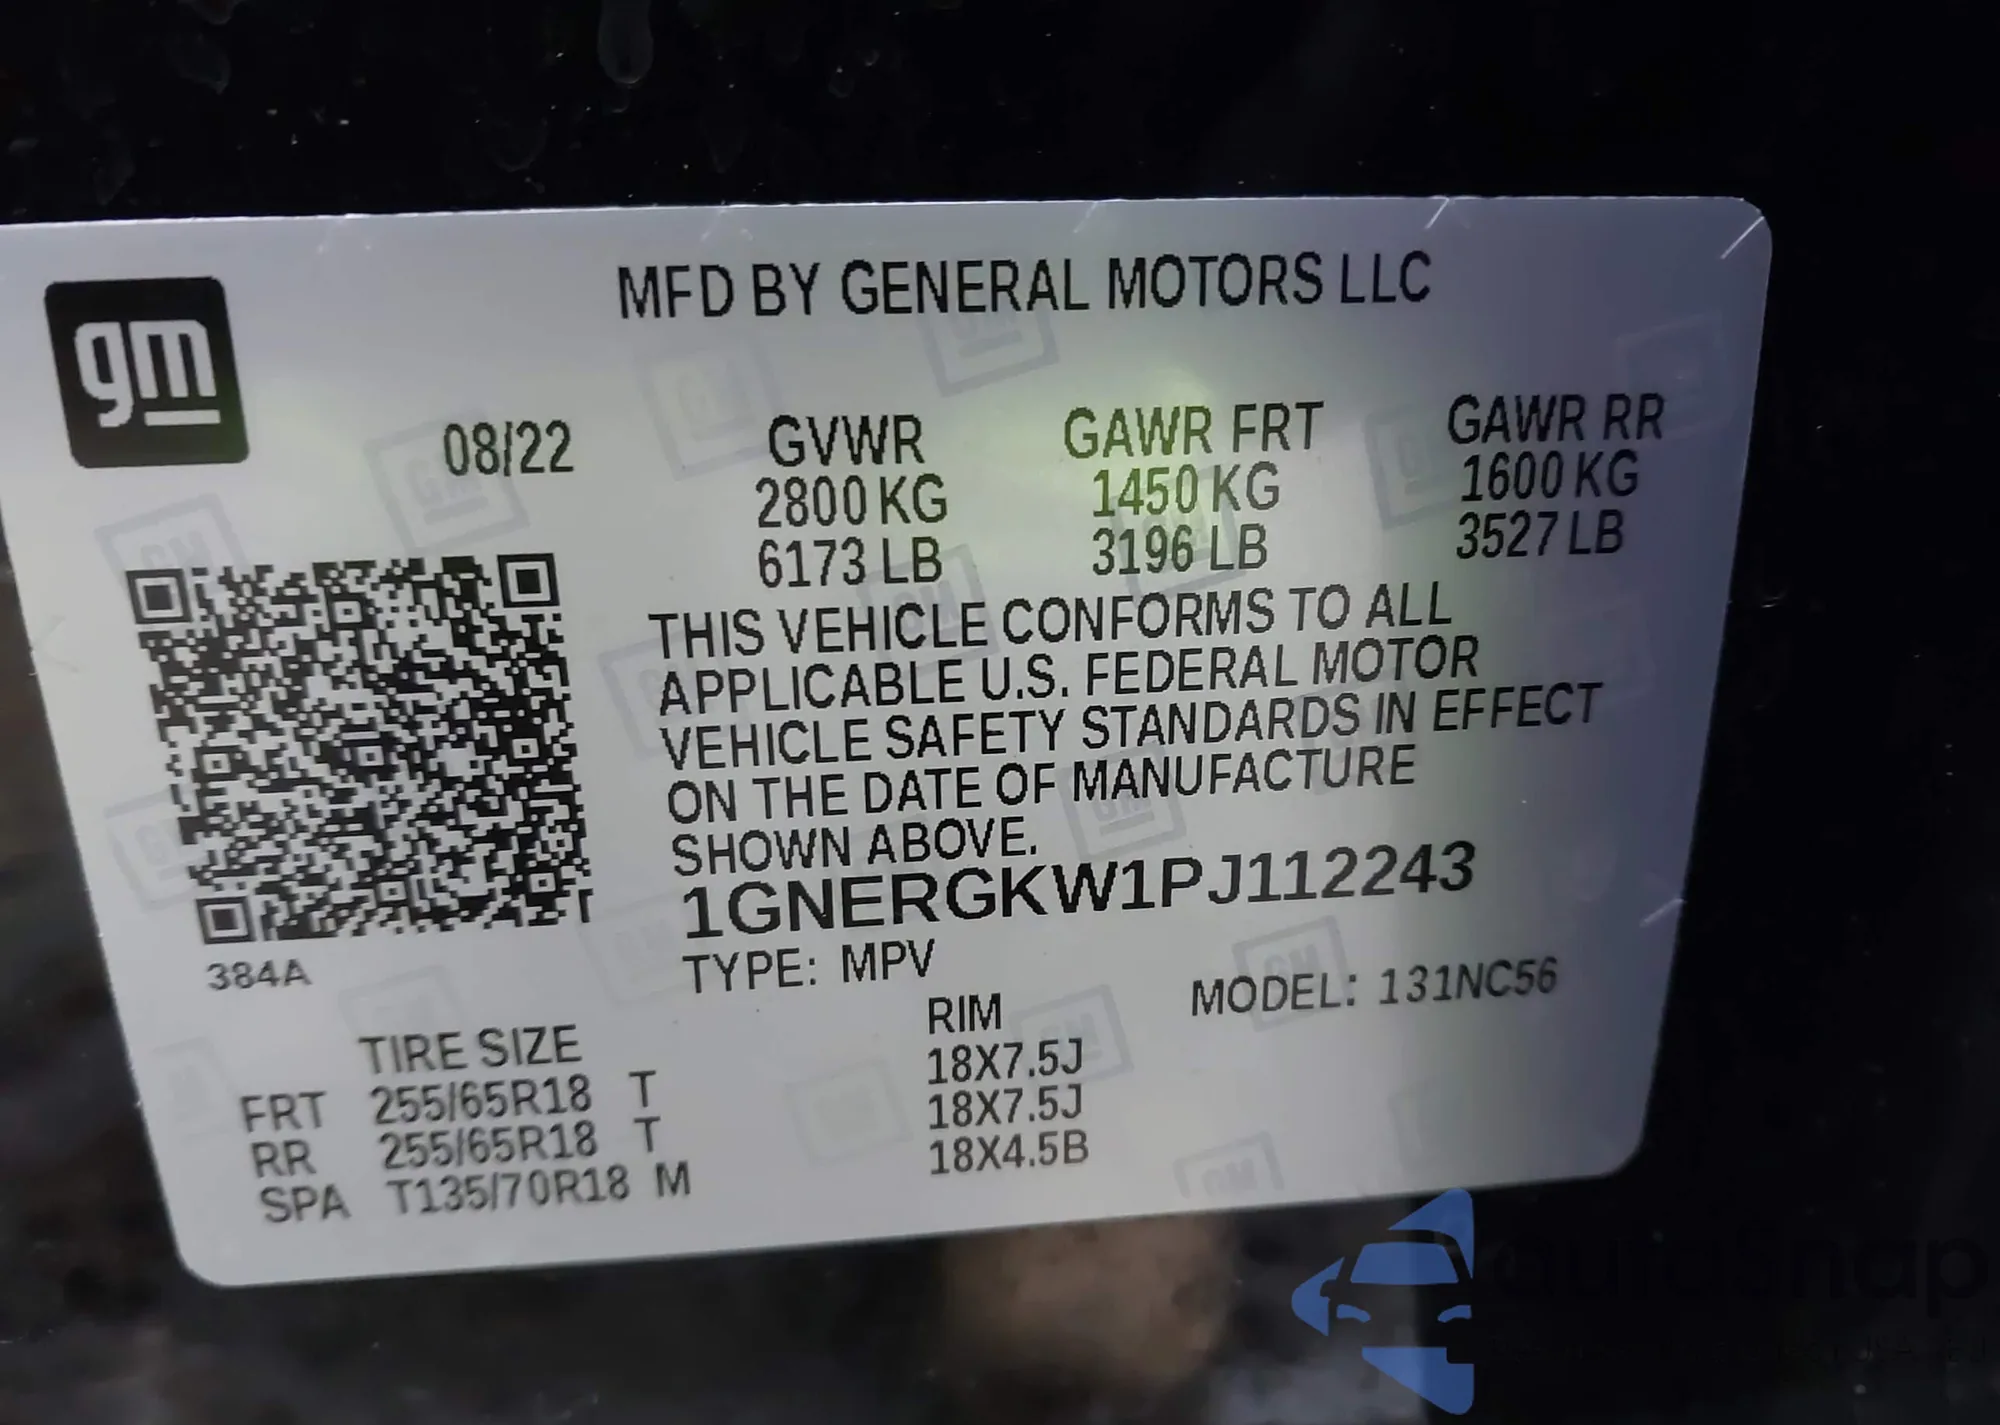 MFD BY GENERAL MOTORS LLC
gm
08/22 GVWR GAWR FRT GAWR RR
2800 KG 1450 KG 1600 KG
6173 LB 3196 LB 3527 LB
THIS VEHICLE CONFORMS TO ALL
APPLICABLE U.S. FEDERAL MOTOR
VEHICLE SAFETY STANDARDS IN EFFECT
ON THE DATE OF MANUFACTURE
SHOWN ABOVE.
1GNERGKW1PJ112243
384A
TYPE: MPV MODEL: 131NC56
TIRE SIZE RIM
FRT 255/65R18 T 18X7.5J
RR 255/65R18 T 18X7.5J
SPA T135/70R18 M 18X4.5B